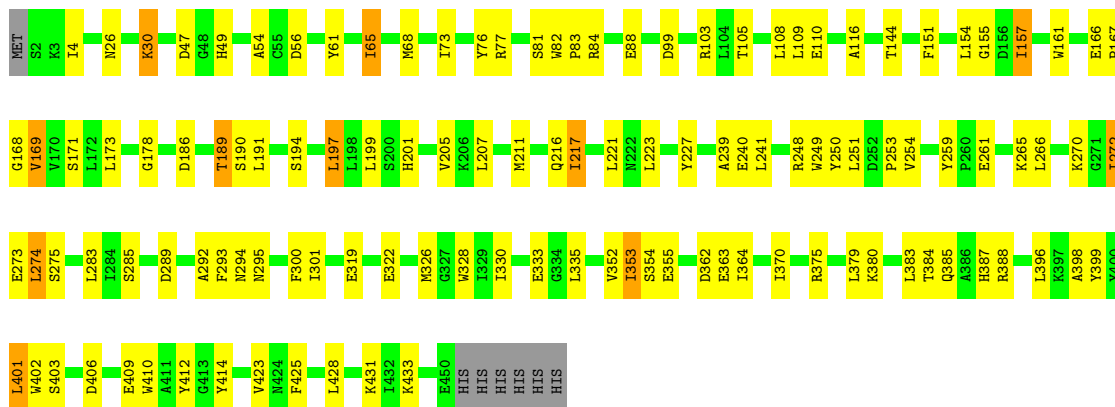 MET S2 K3 I4 N26 K30 D47 G48 H49 A54 C55 D56 Y61 I65 M68 I73 Y76 R77 S81 W82 P83 R84 E88 D99 R103 L104 T105 L108 L109 E110 A116 T144 F151 L154 G155 D156 I157 W161 E166
G168 V169 V170 S171 L172 L173 G178 D186 T189 S190 L191 S194 L197 L198 L199 S200 H201 V205 K206 L207 M211 Q216 I217 L221 N222 L223 Y227 A239 E240 L241 R248 W249 Y250 L251 D252 P253 V254 Y259 P260 E261 K265 L266 K270 G271
E273 L274 S275 L283 I284 S285 D289 A292 F293 N294 N295 F300 I301 E319 E322 M326 G327 W328 I329 I330 E333 G334 L335 V352 I353 S354 E355 D362 E363 I364 I370 R375 L379 K380 L383 T384 Q385 A386 H387 R388 L396 K397 A398 Y399
L401 W402 S403 D406 E409 W410 A411 Y412 G413 Y414 V423 N424 F425 L428 K431 I432 K433 E450 HIS HIS HIS HIS HIS HIS